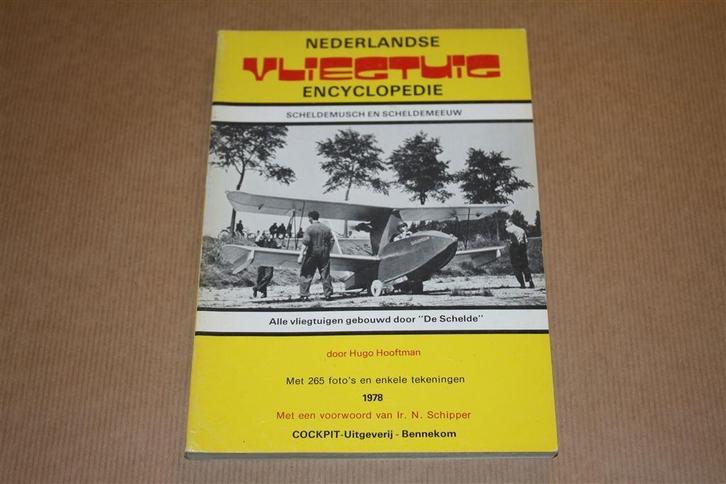 NEDERLANDSE
VLIEGTUIG
ENCYCLOPEDIE
SCHELDEMUSCH EN SCHELDEMEEUW
Alle vliegtuigen gebouwd door "De Schelde"
door Hugo Hooftman
Met 265 foto's en enkele tekeningen
1978
Met een voorwoord van Ir. N. Schipper
COCKPIT-Uitgeverij - Bennekom